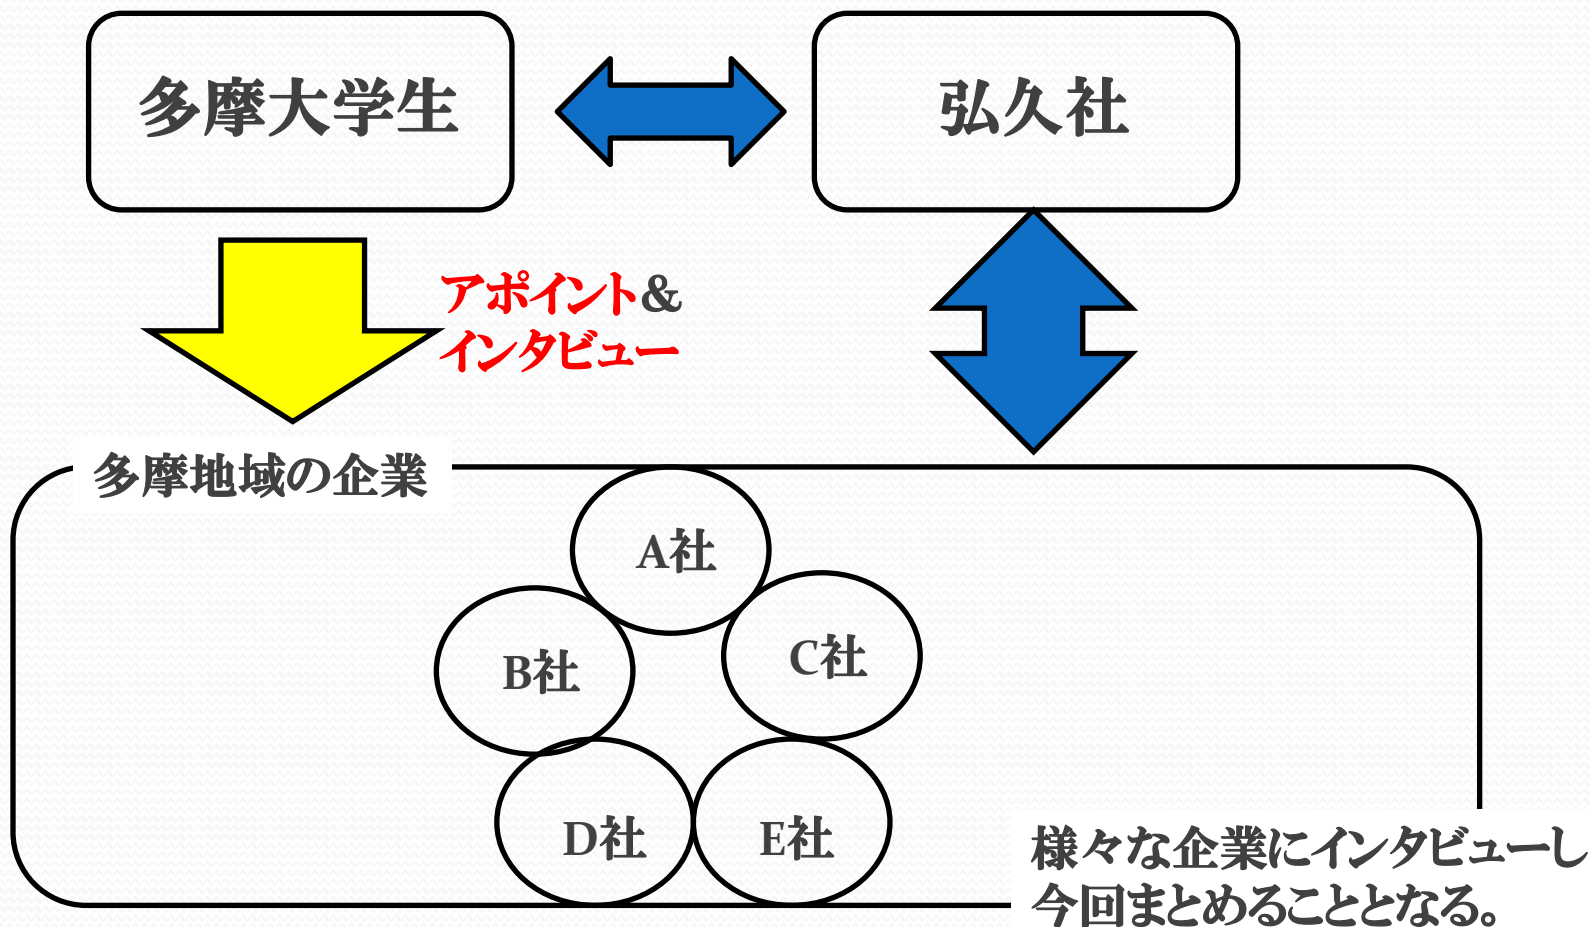 多摩大学生
弘久社
アポイント&
インタビュー
多摩地域の企業
A社
B社
C社
D社
E社
様々な企業にインタビューし
今回まとめることとなる。